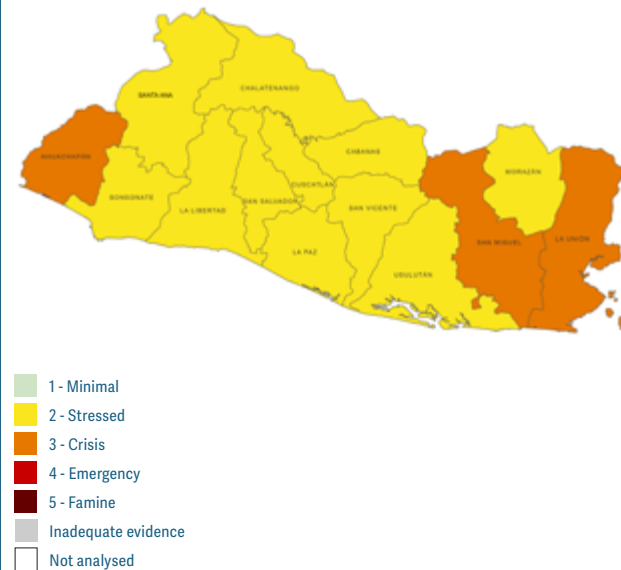 CHALATENANGO
SANTA ANA
CABAÑAS
AHUACHAPÁN
MORAZÁN
CUSCATLÁN
SONSONATE
SAN SALVADOR
LA LIBERTAD
SAN VICENTE
SAN MIGUEL
LA UNIÓN
LA PAZ
USULUTÁN
1 - Minimal
2 - Stressed
3 - Crisis
4 - Emergency
5 - Famine
Inadequate evidence
Not analysed